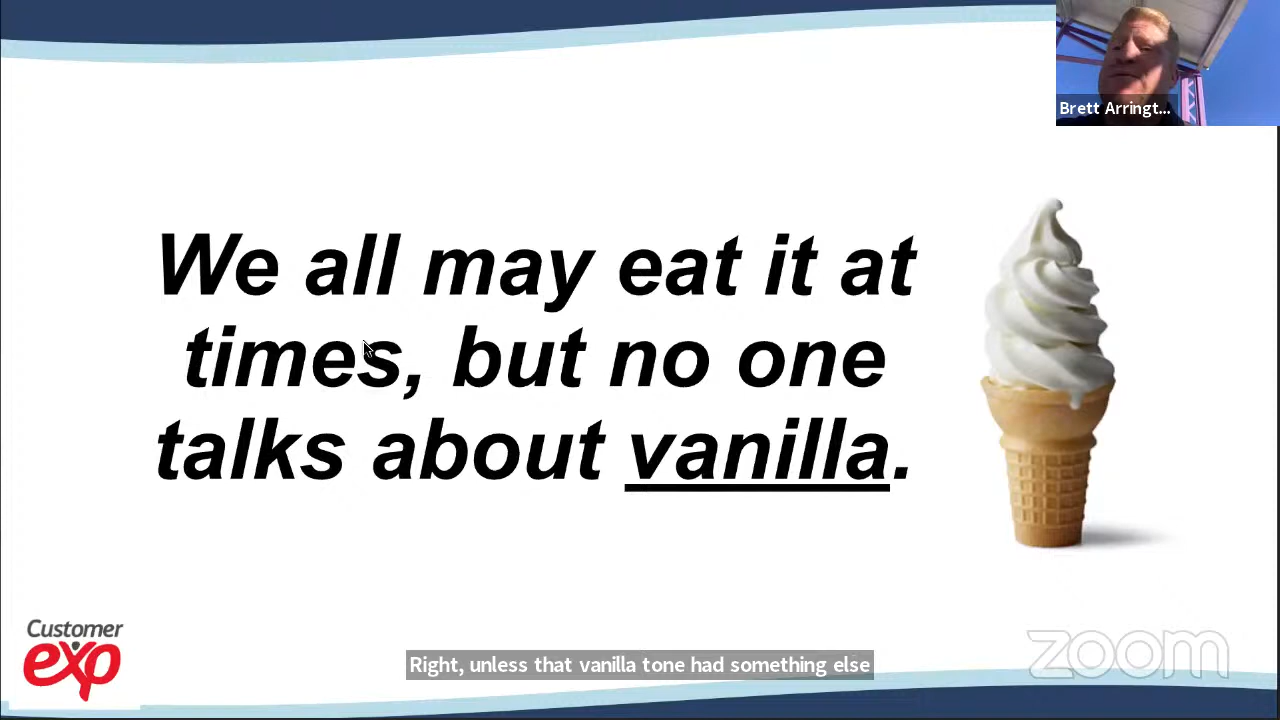 Brett Arringt...
We all may eat it at
times, but no one
talks about vanilla.
Customer
exp
Right, unless that vanilla tone had something else
zoom